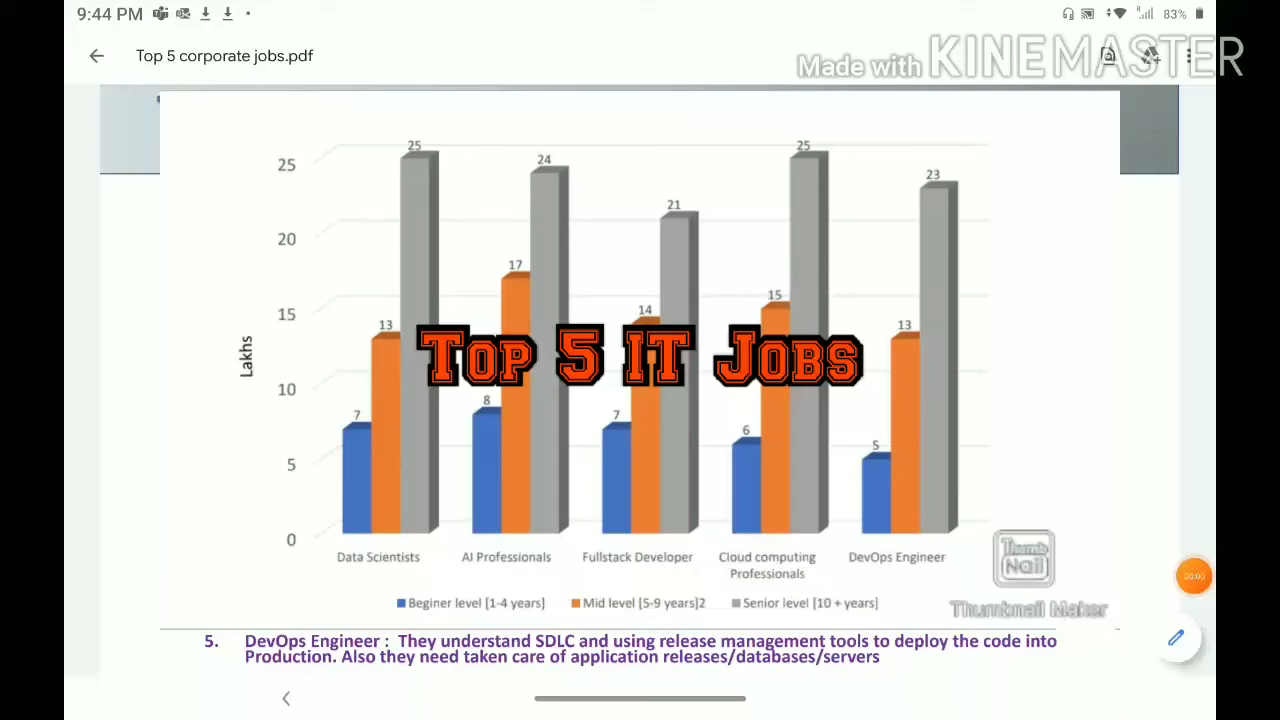 9:44 PM
83%
Top 5 corporate jobs.pdf
Made with KINEMASTER
25
20
15
10
5
0
Lakhs
7
13
25
8
17
24
7
14
21
6
15
25
5
13
23
Top 5 IT Jobs
Data Scientists
AI Professionals
Fullstack Developer
Cloud computing
Professionals
DevOps Engineer
Beginer level [1-4 years]
Mid level [5-9 years]2
Senior level [10 + years]
Thumb
Nail
Thumbnail Maker
00:00
5. DevOps Engineer : They understand SDLC and using release management tools to deploy the code into
Production. Also they need taken care of application releases/databases/servers